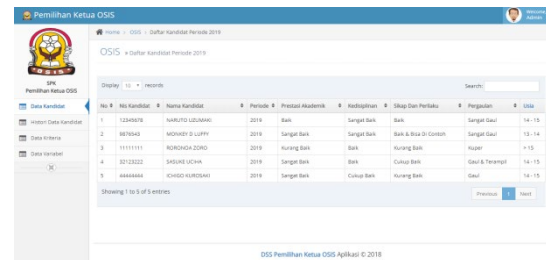 Pemilihan Ketua OSIS
Welcome Admin
Home › OSIS › Daftar Kandidat Periode 2019
OSIS » Daftar Kandidat Periode 2019
OSIS
SPK
Pemilihan Ketua OSIS
Data Kandidat
Histori Data Kandidat
Data Kriteria
Data Variabel
Display 10 records
Search:
No Nis Kandidat Nama Kandidat Periode Prestasi Akademik Kedisiplinan Sikap Dan Perilaku Pergaulan Usia
1 12345678 NARUTO UZUMAKI 2019 Baik Sangat Baik Baik Sangat Gaul 14 - 15
2 MONKEY D LUFFY 2019 Sangat Baik Sangat Baik Baik & Bisa Di Contoh Sangat Gaul 13 - 14
3 11111111 RORONOA ZORO 2019 Kurang Baik Baik Kurang Baik Kuper > 15
4 32123222 SASUKE UCIHA 2019 Sangat Baik Baik Cukup Baik Gaul & Terampil 14 - 15
5 44444444 ICHIGO KUROSAKI 2019 Sangat Baik Cukup Baik Kurang Baik Gaul 14 - 15
Showing 1 to 5 of 5 entries
Previous 1 Next
DSS Pemilihan Ketua OSIS Aplikasi © 2018